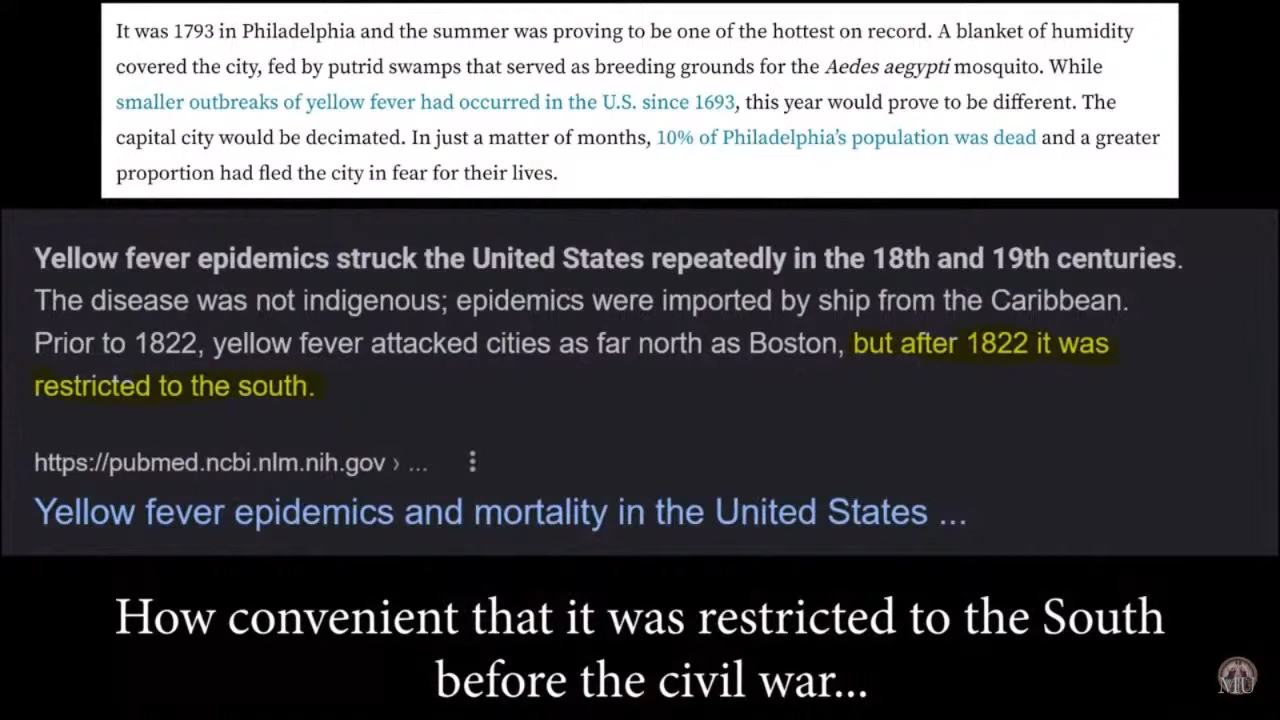 It was 1793 in Philadelphia and the summer was proving to be one of the hottest on record. A blanket of humidity
covered the city, fed by putrid swamps that served as breeding grounds for the Aedes aegypti mosquito. While
smaller outbreaks of yellow fever had occurred in the U.S. since 1693, this year would prove to be different. The
capital city would be decimated. In just a matter of months, 10% of Philadelphia's population was dead and a greater
proportion had fled the city in fear for their lives.
Yellow fever epidemics struck the United States repeatedly in the 18th and 19th centuries.
The disease was not indigenous; epidemics were imported by ship from the Caribbean.
Prior to 1822, yellow fever attacked cities as far north as Boston, but after 1822 it was
restricted to the south.
https://pubmed.ncbi.nlm.nih.gov › ...
Yellow fever epidemics and mortality in the United States ...
How convenient that it was restricted to the South
before the civil war...
MU